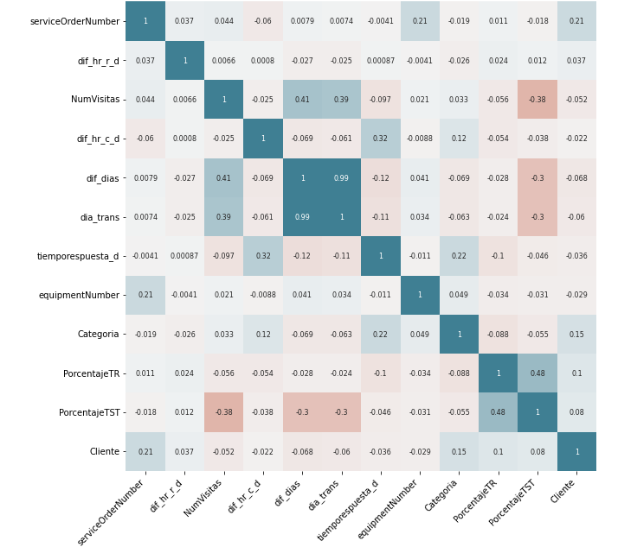 serviceOrderNumber 1 0.037 0.044 -0.06 0.0079 0.0074 -0.0041 0.21 -0.019 0.011 -0.018 0.21
dif_hr_r_d 0.037 1 0.0066 0.0008 -0.027 -0.025 0.00087 -0.0041 -0.026 0.024 0.012 0.037
NumVisitas 0.044 0.0066 1 -0.025 0.41 0.39 -0.097 0.021 0.033 -0.056 -0.38 -0.052
dif_hr_c_d -0.06 0.0008 -0.025 1 -0.069 -0.061 0.32 -0.0088 0.12 -0.054 -0.038 -0.022
dif_dias 0.0079 -0.027 0.41 -0.069 1 0.99 -0.12 0.041 -0.069 -0.028 -0.3 -0.068
dia_trans 0.0074 -0.025 0.39 -0.061 0.99 1 -0.11 0.034 -0.063 -0.024 -0.3 -0.06
tiemporespuesta_d -0.0041 0.00087 -0.097 0.32 -0.12 -0.11 1 -0.011 0.22 -0.1 -0.046 -0.036
equipmentNumber 0.21 -0.0041 0.021 -0.0088 0.041 0.034 -0.011 1 0.049 -0.034 -0.031 -0.029
Categoria -0.019 -0.026 0.033 0.12 -0.069 -0.063 0.22 0.049 1 -0.088 -0.055 0.15
PorcentajeTR 0.011 0.024 -0.056 -0.054 -0.028 -0.024 -0.1 -0.034 -0.088 1 0.48 0.1
PorcentajeTST -0.018 0.012 -0.38 -0.038 -0.3 -0.3 -0.046 -0.031 -0.055 0.48 1 0.08
Cliente 0.21 0.037 -0.052 -0.022 -0.068 -0.06 -0.036 -0.029 0.15 0.1 0.08 1
serviceOrderNumber dif_hr_r_d NumVisitas dif_hr_c_d dif_dias dia_trans tiemporespuesta_d equipmentNumber Categoria PorcentajeTR PorcentajeTST Cliente